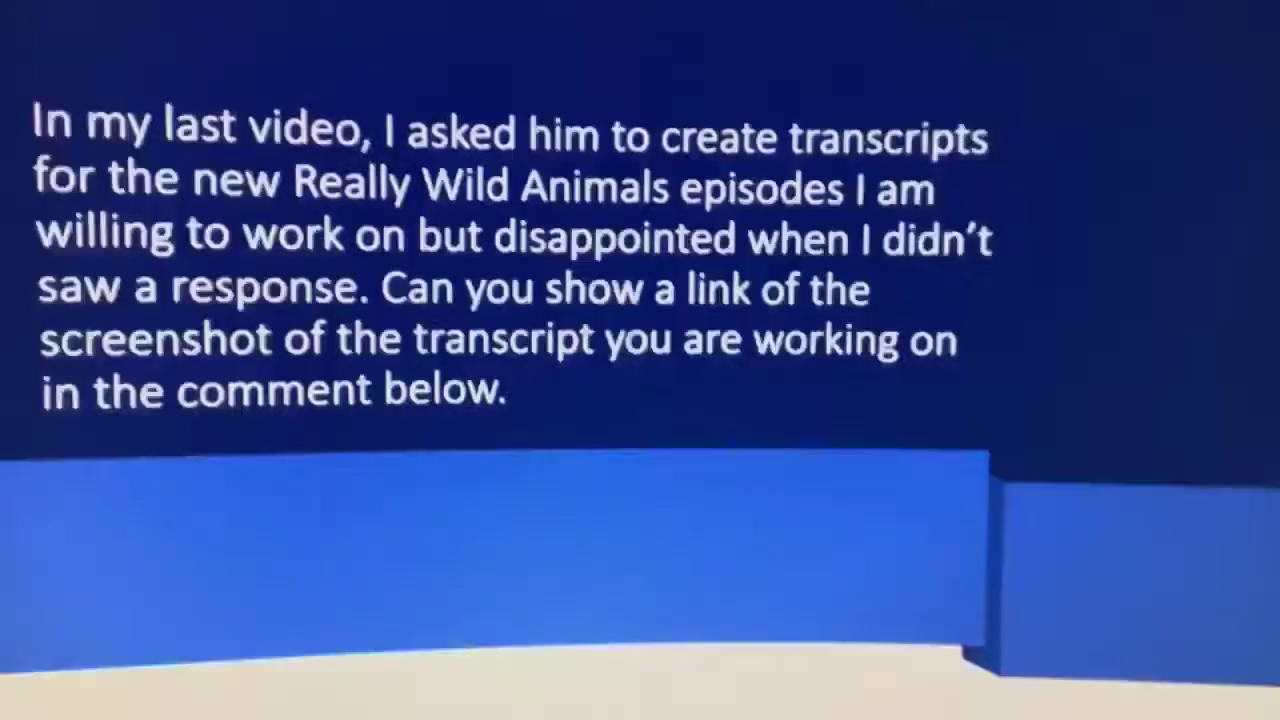 In my last video, I asked him to create transcripts
for the new Really Wild Animals episodes I am
willing to work on but disappointed when I didn't
saw a response. Can you show a link of the
screenshot of the transcript you are working on
in the comment below.